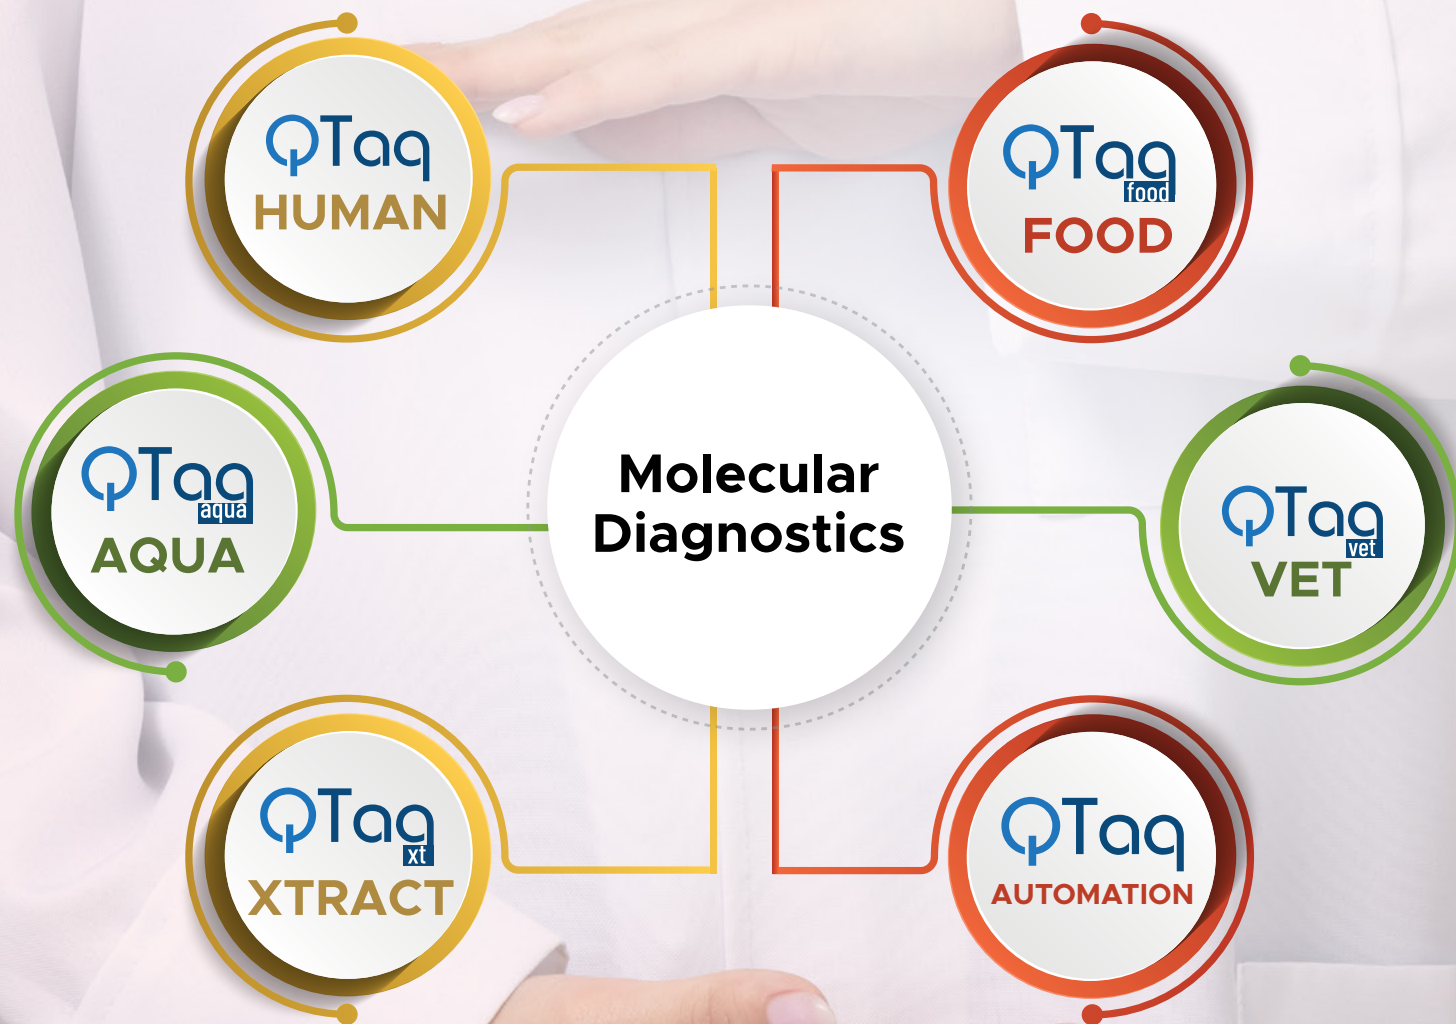 QTaq
HUMAN
QTaq
food
FOOD
QTaq
aqua
AQUA
Molecular
Diagnostics
QTaq
vet
VET
QTaq
xt
XTRACT
QTaq
AUTOMATION